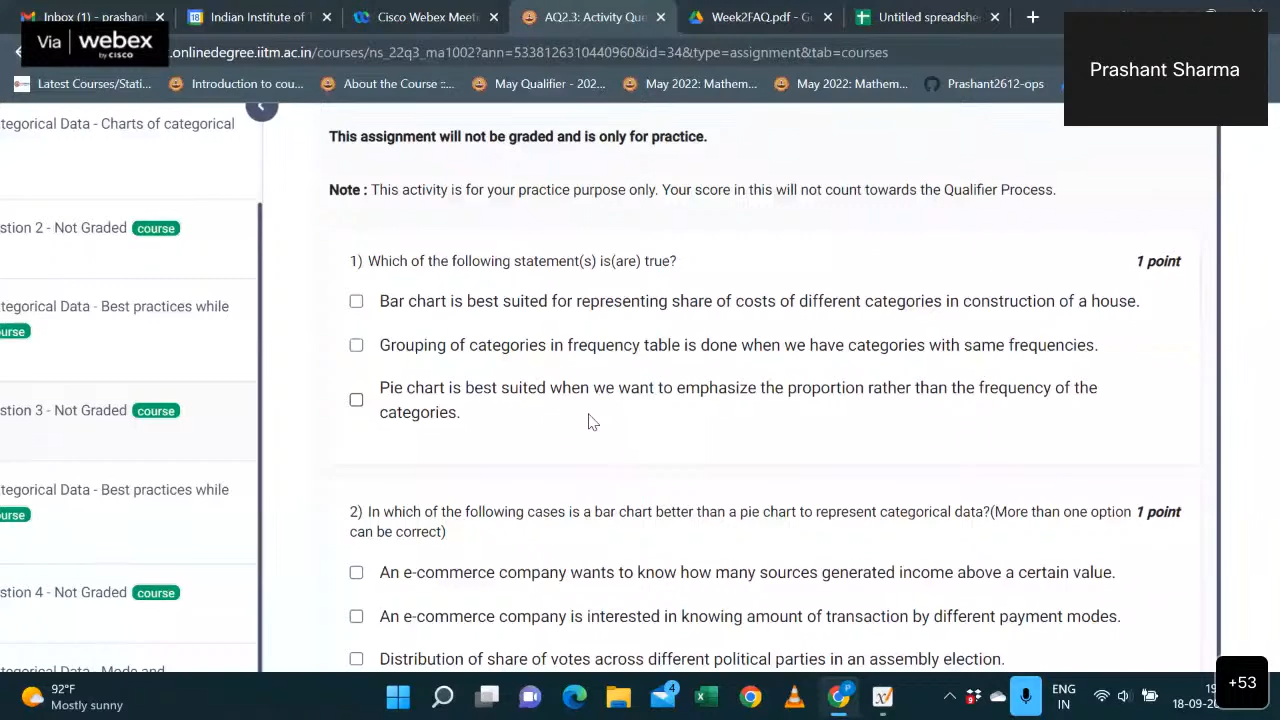 Inbox (1
Indian Institute of T
Cisco Webex Meeti
AQ2.3: Activity Que
Week2FAQ.pdf - G
Untitled spreadshe
Via webex
by CISCO
.onlinedegree.iitm.ac.in/courses/ns_22q3_ma1002?ann=5338126310440960&id=34&type=assignment&tab=courses
Prashant Sharma
Latest Courses/Stati...
Introduction to cou...
About the Course ::...
May Qualifier - 202...
May 2022: Mathem...
May 2022: Mathem...
Prashant2612-ops
tegorical Data - Charts of categorical
This assignment will not be graded and is only for practice.
Note : This activity is for your practice purpose only. Your score in this will not count towards the Qualifier Process.
stion 2 - Not Graded course
1) Which of the following statement(s) is(are) true? 1 point
Bar chart is best suited for representing share of costs of different categories in construction of a house.
tegorical Data - Best practices while
urse
Grouping of categories in frequency table is done when we have categories with same frequencies.
Pie chart is best suited when we want to emphasize the proportion rather than the frequency of the
categories.
stion 3 - Not Graded course
tegorical Data - Best practices while
urse
2) In which of the following cases is a bar chart better than a pie chart to represent categorical data?(More than one option 1 point
can be correct)
An e-commerce company wants to know how many sources generated income above a certain value.
stion 4 - Not Graded course
An e-commerce company is interested in knowing amount of transaction by different payment modes.
Distribution of share of votes across different political parties in an assembly election.
tegorical Data - Mode and
92°F
Mostly sunny
4
ENG
IN
18-09-20
+53